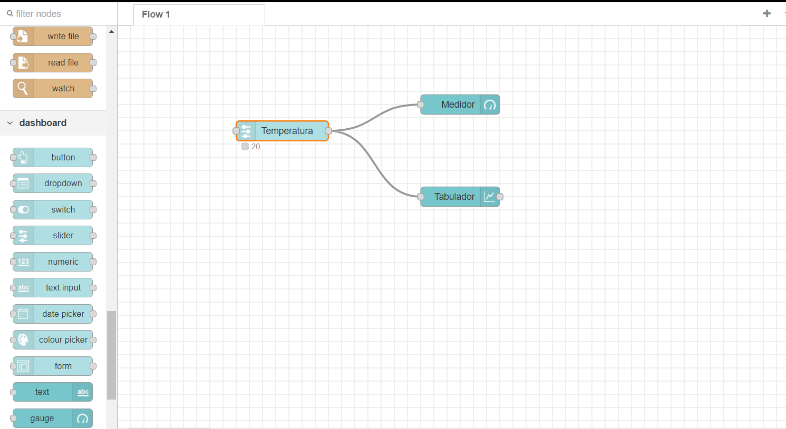 filter nodes
Flow 1
+
write file
read file
watch
dashboard
button
dropdown
switch
slider
123 numeric
abc text input
date picker
colour picker
form
text abc
gauge
Temperatura
20
Medidor
Tabulador